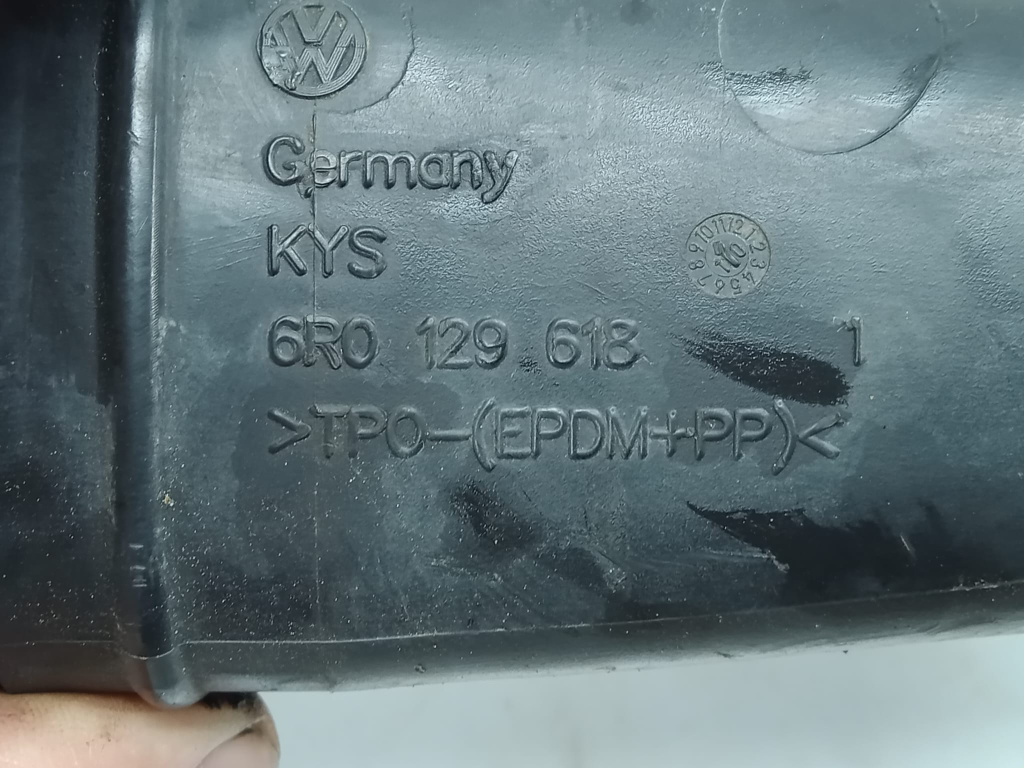 Germany
KYS
6R0 129 618 1
>TPO-(EPDM+PP)<